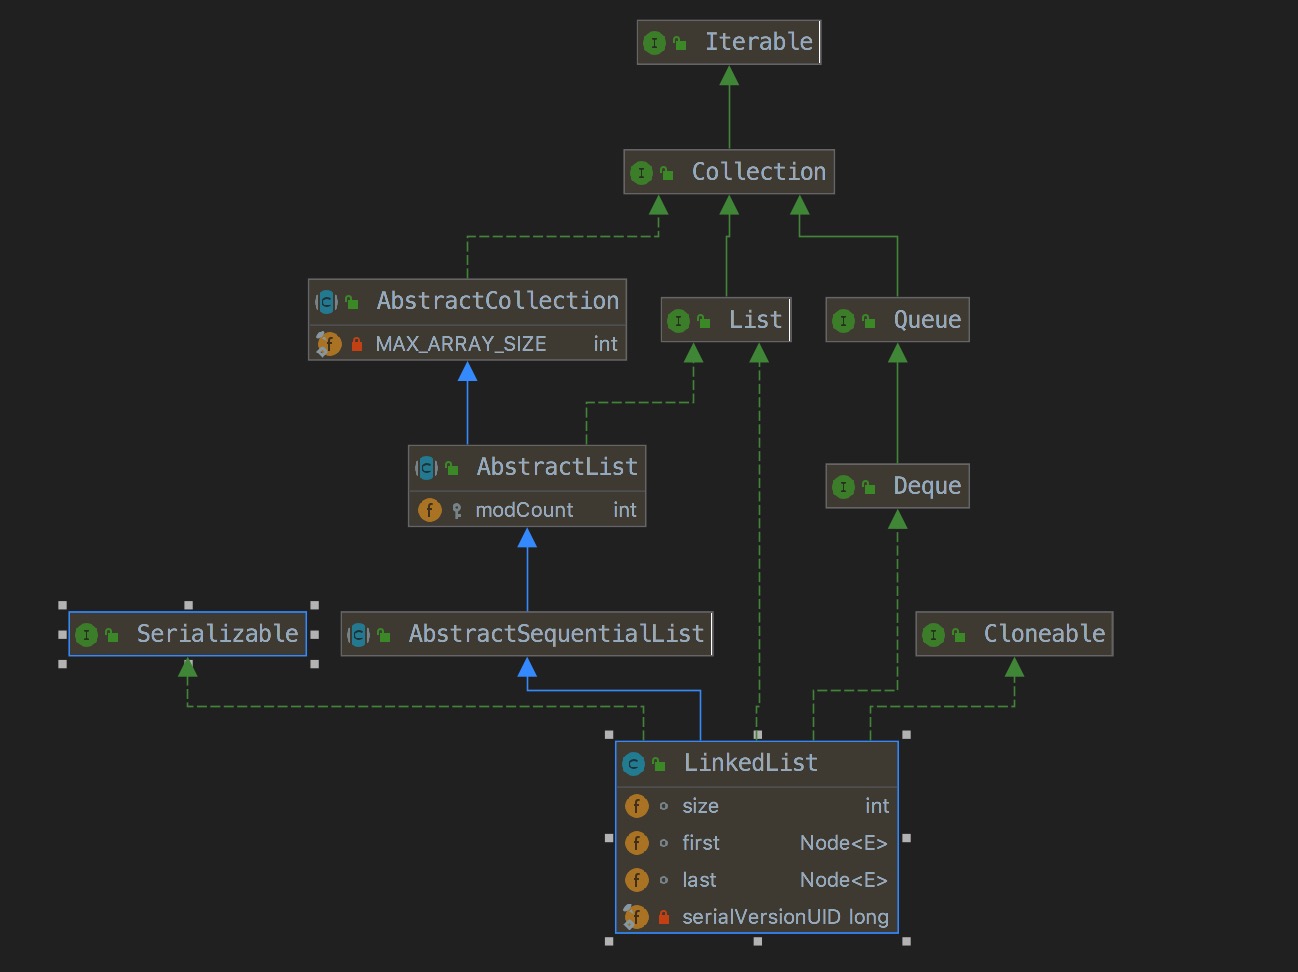 Iterable
Collection
AbstractCollection
MAX_ARRAY_SIZE int
List
Queue
AbstractList
modCount int
Deque
Serializable
AbstractSequentialList
Cloneable
LinkedList
size int
first Node<E>
last Node<E>
serialVersionUID long